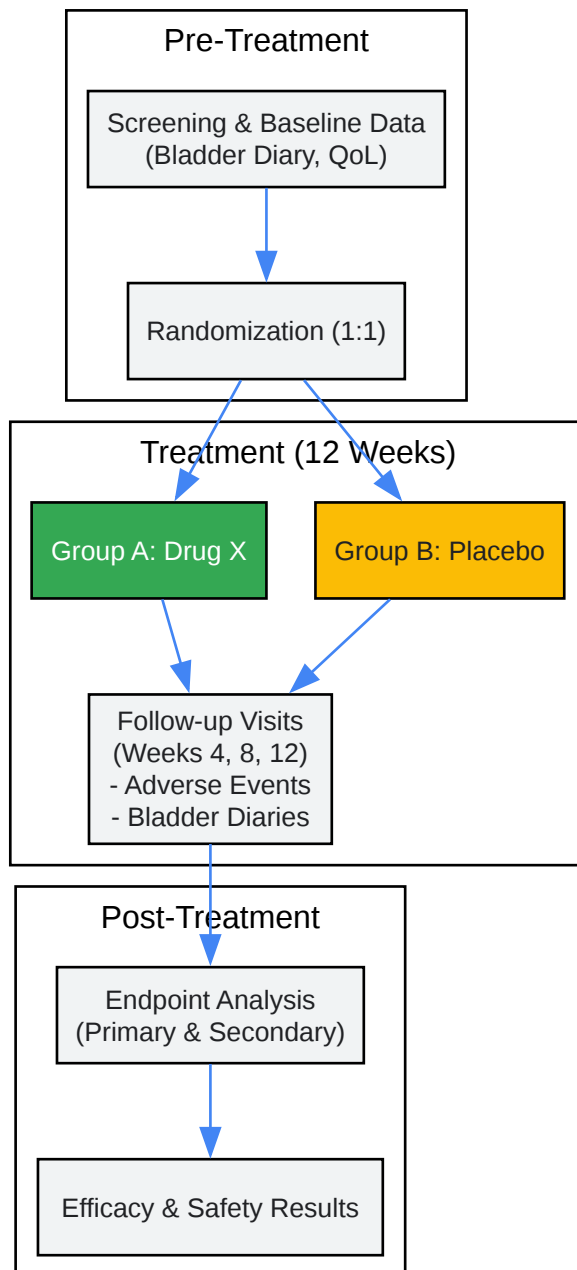 Pre-Treatment
Screening & Baseline Data
(Bladder Diary, QoL)
Randomization (1:1)
Treatment (12 Weeks)
Group A: Drug X
Group B: Placebo
Follow-up Visits
(Weeks 4, 8, 12)
- Adverse Events
- Bladder Diaries
Post-Treatment
Endpoint Analysis
(Primary & Secondary)
Efficacy & Safety Results